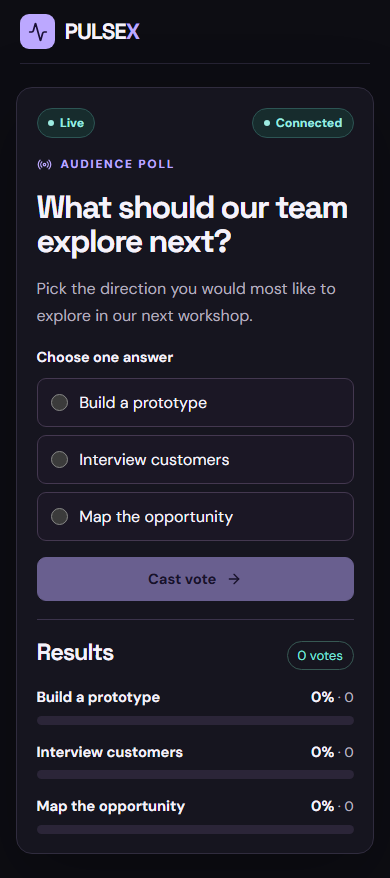 PULSEX
Live
Connected
AUDIENCE POLL
What should our team
explore next?
Pick the direction you would most like to
explore in our next workshop.
Choose one answer
Build a prototype
Interview customers
Map the opportunity
Cast vote →
Results
0 votes
Build a prototype 0% · 0
Interview customers 0% · 0
Map the opportunity 0% · 0